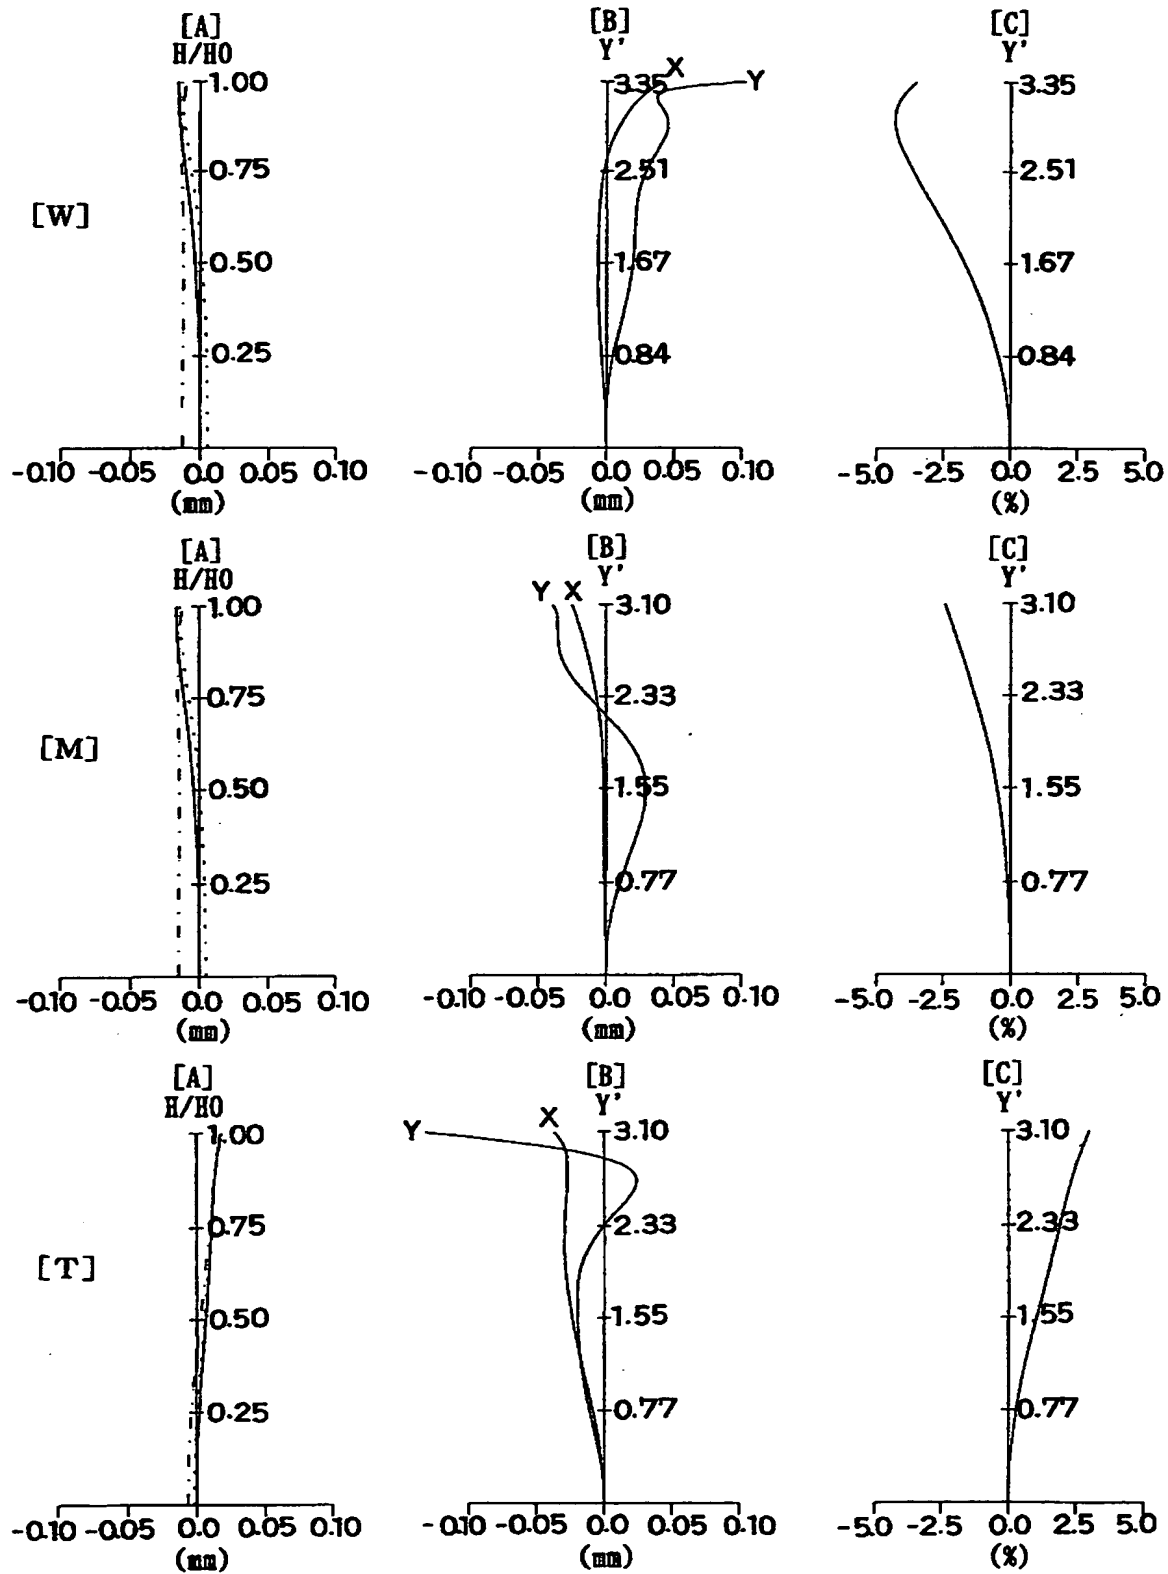 [A] [B] [C]
H/H0 Y' Y'
X
1.00 3.35 Y 3.35
0.75 2.51 2.51
[W]
0.50 1.67 1.67
0.25 0.84 0.84
-0.10 -0.05 0.0 0.05 0.10 -0.10 -0.05 0.0 0.05 0.10 -5.0 -2.5 0.0 2.5 5.0
(mm) (mm) (%)
[A] [B] [C]
H/H0 Y' Y'
Y X
1.00 3.10 3.10
0.75 2.33 2.33
[M]
0.50 1.55 1.55
0.25 0.77 0.77
-0.10 -0.05 0.0 0.05 0.10 -0.10 -0.05 0.0 0.05 0.10 -5.0 -2.5 0.0 2.5 5.0
(mm) (mm) (%)
[A] [B] [C]
H/H0 Y' Y'
X
1.00 Y 3.10 3.10
0.75 2.33 2.33
[T]
0.50 1.55 1.55
0.25 0.77 0.77
-0.10 -0.05 0.0 0.05 0.10 -0.10 -0.05 0.0 0.05 0.10 -5.0 -2.5 0.0 2.5 5.0
(mm) (mm) (%)